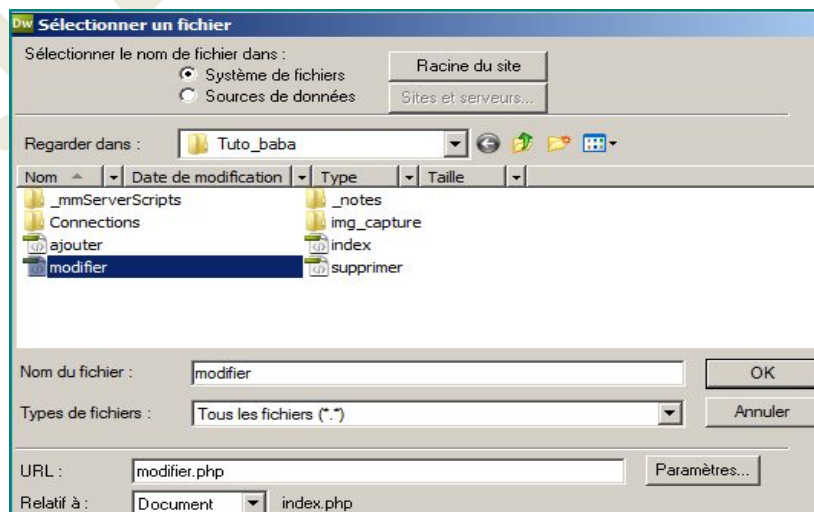 Dw Sélectionner un fichier
Sélectionner le nom de fichier dans :
Système de fichiers
Racine du site
Sources de données
Sites et serveurs...
Regarder dans :
Tuto_baba
Nom Date de modification Type Taille
_mmServerScripts _notes
Connections img_capture
ajouter index
modifier supprimer
Nom du fichier : modifier OK
Types de fichiers : Tous les fichiers (*.*) Annuler
URL : modifier.php Paramètres...
Relatif à : Document index.php